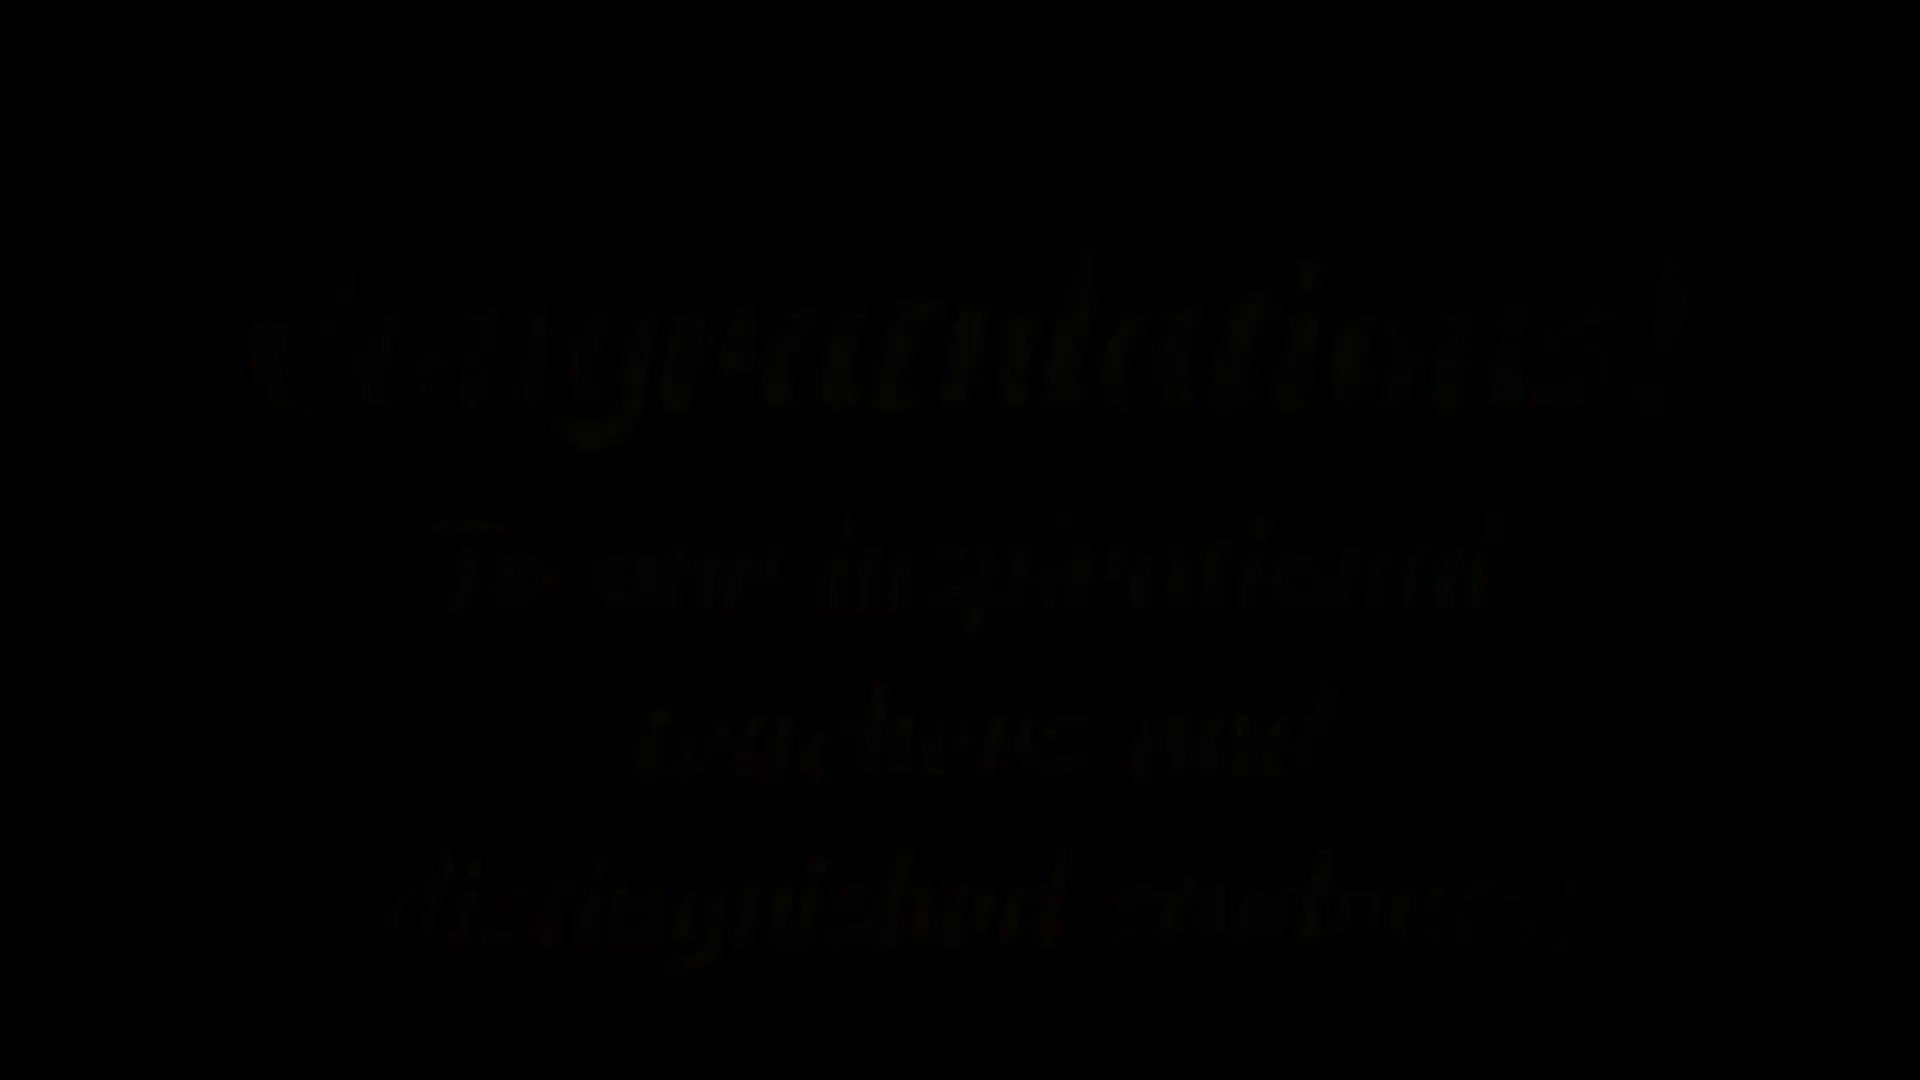 Congratulations!
To our inspirational
teachers and
distinguished students!